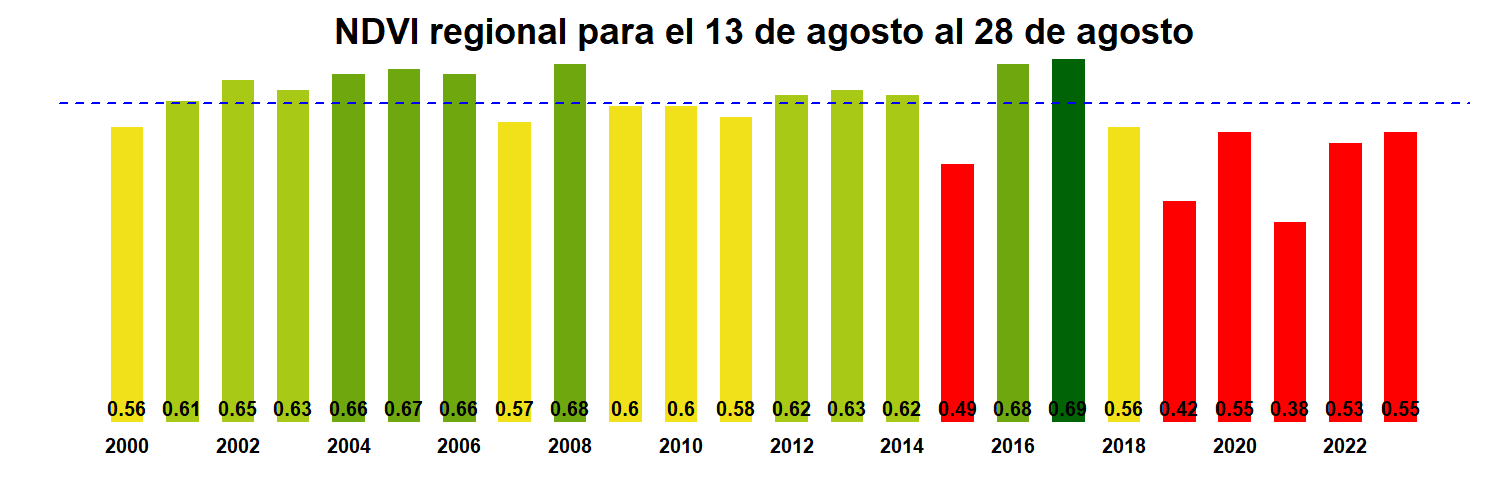 NDVI regional para el 13 de agosto al 28 de agosto
0.56 0.61 0.65 0.63 0.66 0.67 0.66 0.57 0.68 0.6 0.6 0.58 0.62 0.63 0.62 0.49 0.68 0.69 0.56 0.42 0.55 0.38 0.53 0.55
2000 2002 2004 2006 2008 2010 2012 2014 2016 2018 2020 2022